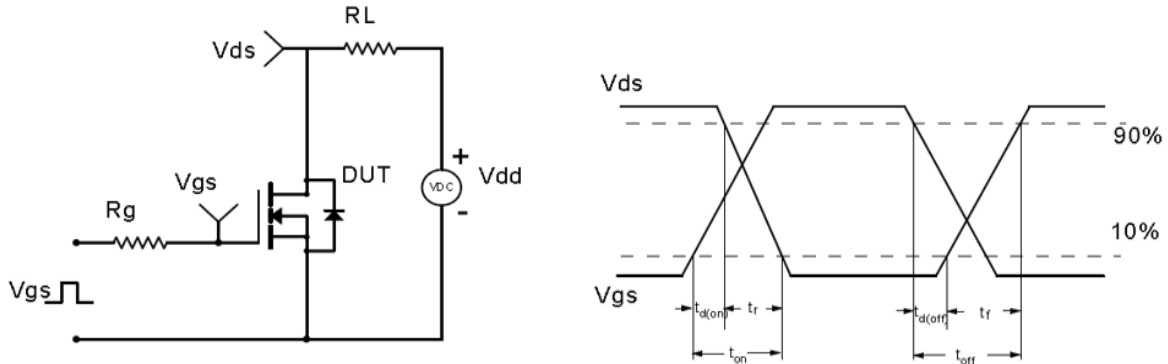 RL
Vds
+
VDC
Vdd
-
DUT
Vgs
Rg
Vgs
Vds
90%
10%
Vgs
td(on)
tr
td(off)
tf
ton
toff